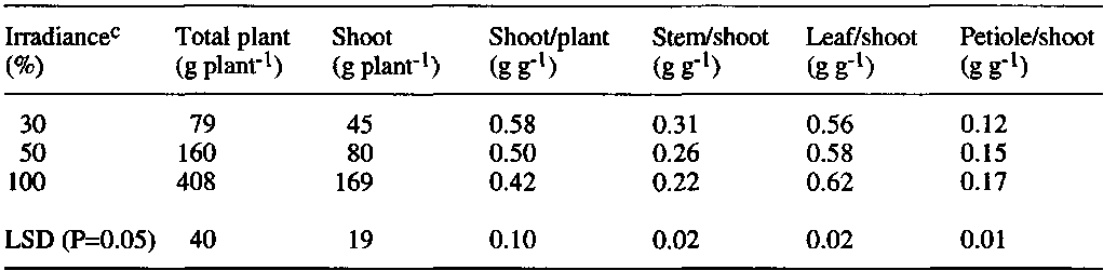 Irradianceᶜ Total plant Shoot Shoot/plant Stem/shoot Leaf/shoot Petiole/shoot
(%) (g plant⁻¹) (g plant⁻¹) (g g⁻¹) (g g⁻¹) (g g⁻¹) (g g⁻¹)
30 79 45 0.58 0.31 0.56 0.12
50 160 80 0.50 0.26 0.58 0.15
100 408 169 0.42 0.22 0.62 0.17
LSD (P=0.05) 40 19 0.10 0.02 0.02 0.01